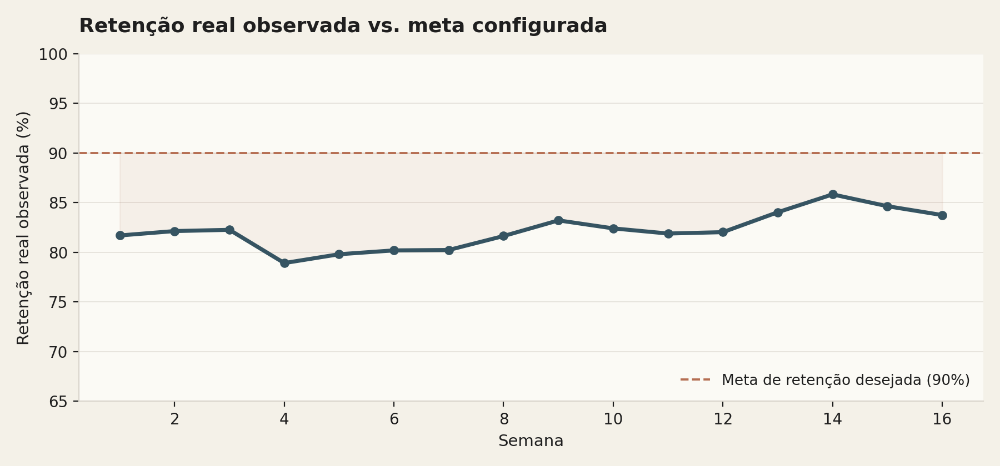 Retenção real observada vs. meta configurada
Retenção real observada (%)
100
95
90
85
80
75
70
65
Meta de retenção desejada (90%)
2 4 6 8 10 12 14 16
Semana